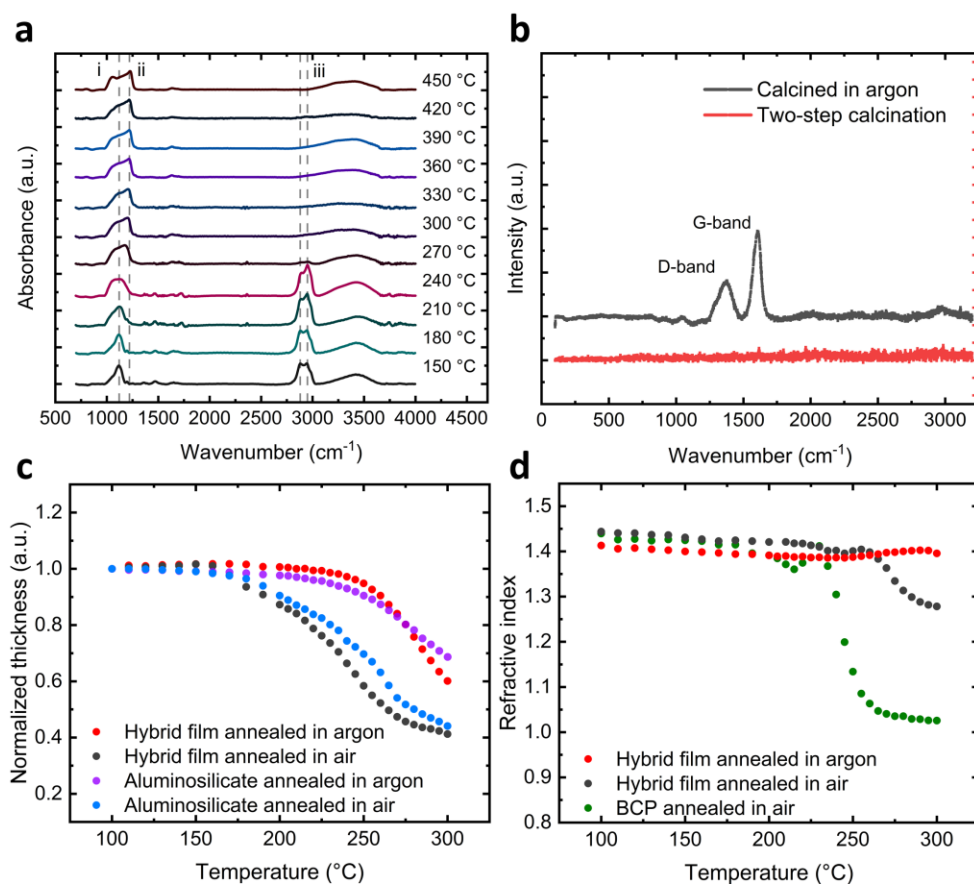 a
i
ii
iii
450 °C
420 °C
390 °C
360 °C
330 °C
300 °C
270 °C
240 °C
210 °C
180 °C
150 °C
Absorbance (a.u.)
500 1000 1500 2000 2500 3000 3500 4000 4500
Wavenumber (cm⁻¹)
b
Calcined in argon
Two-step calcination
G-band
D-band
Intensity (a.u.)
0 500 1000 1500 2000 2500 3000
Wavenumber (cm⁻¹)
c
Normalized thickness (a.u.)
1.2
1.0
0.8
0.6
0.4
0.2
Hybrid film annealed in argon
Hybrid film annealed in air
Aluminosilicate annealed in argon
Aluminosilicate annealed in air
100 150 200 250 300
Temperature (°C)
d
Refractive index
1.5
1.4
1.3
1.2
1.1
1.0
0.9
0.8
Hybrid film annealed in argon
Hybrid film annealed in air
BCP annealed in air
100 125 150 175 200 225 250 275 300
Temperature (°C)